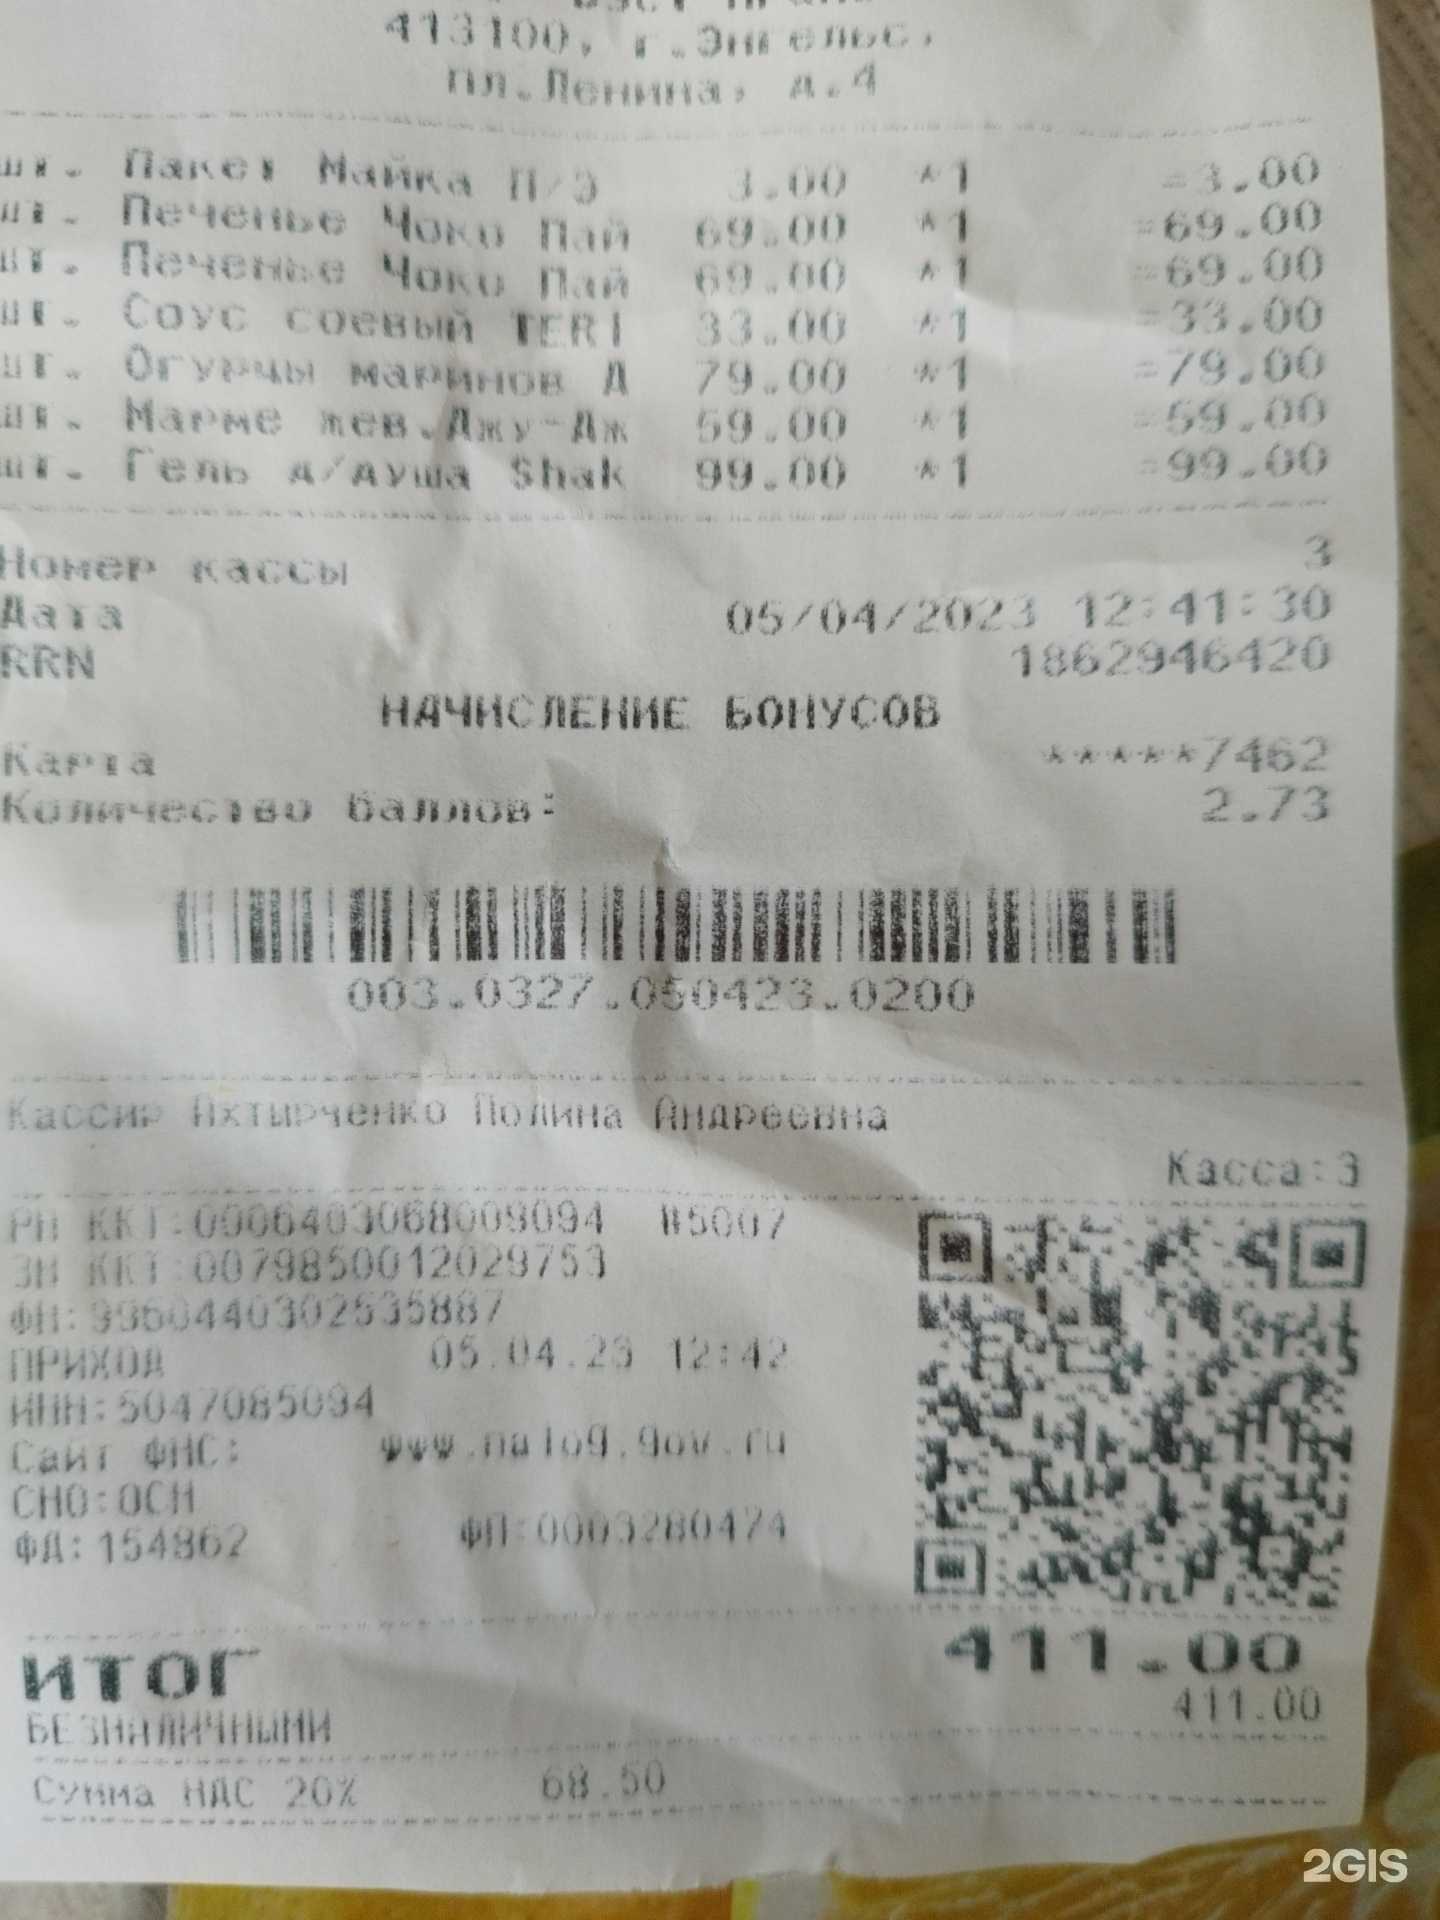 413100, г.Энгельс,
пл.Ленина, д.4
шт. Пакет Майка П/Э 3.00 *1 =3.00
шт. Печенье Чоко Пай 69.00 *1 =69.00
шт. Печенье Чоко Пай 69.00 *1 =69.00
шт. Соус соевый TERI 33.00 *1 =33.00
шт. Огурчы маринов Д 79.00 *1 =79.00
шт. Марме жев.Джу-Дж 59.00 *1 =59.00
шт. Гель д/душа Shak 99.00 *1 =99.00
Номер кассы 3
Дата 05/04/2023 12:41:30
RRN 1862946420
НАЧИСЛЕНИЕ БОНУСОВ
Карта *****7462
Количество баллов: 2.73
003.0327.050423.0200
Кассир Ахтырченко Полина Андреевна
Касса:3
РН ККТ:0006403068009094 #5007
ЗН ККТ:0079850012029753
ФН:9960440302535887
ПРИХОД 05.04.23 12:42
ИНН:5047085094
Сайт ФНС: www.nalog.gov.ru
СНО:ОСН
ФД:154862 ФП:0003280474
ИТОГ 411.00
БЕЗНАЛИЧНЫМИ 411.00
Сумма НДС 20% 68.50
2GIS